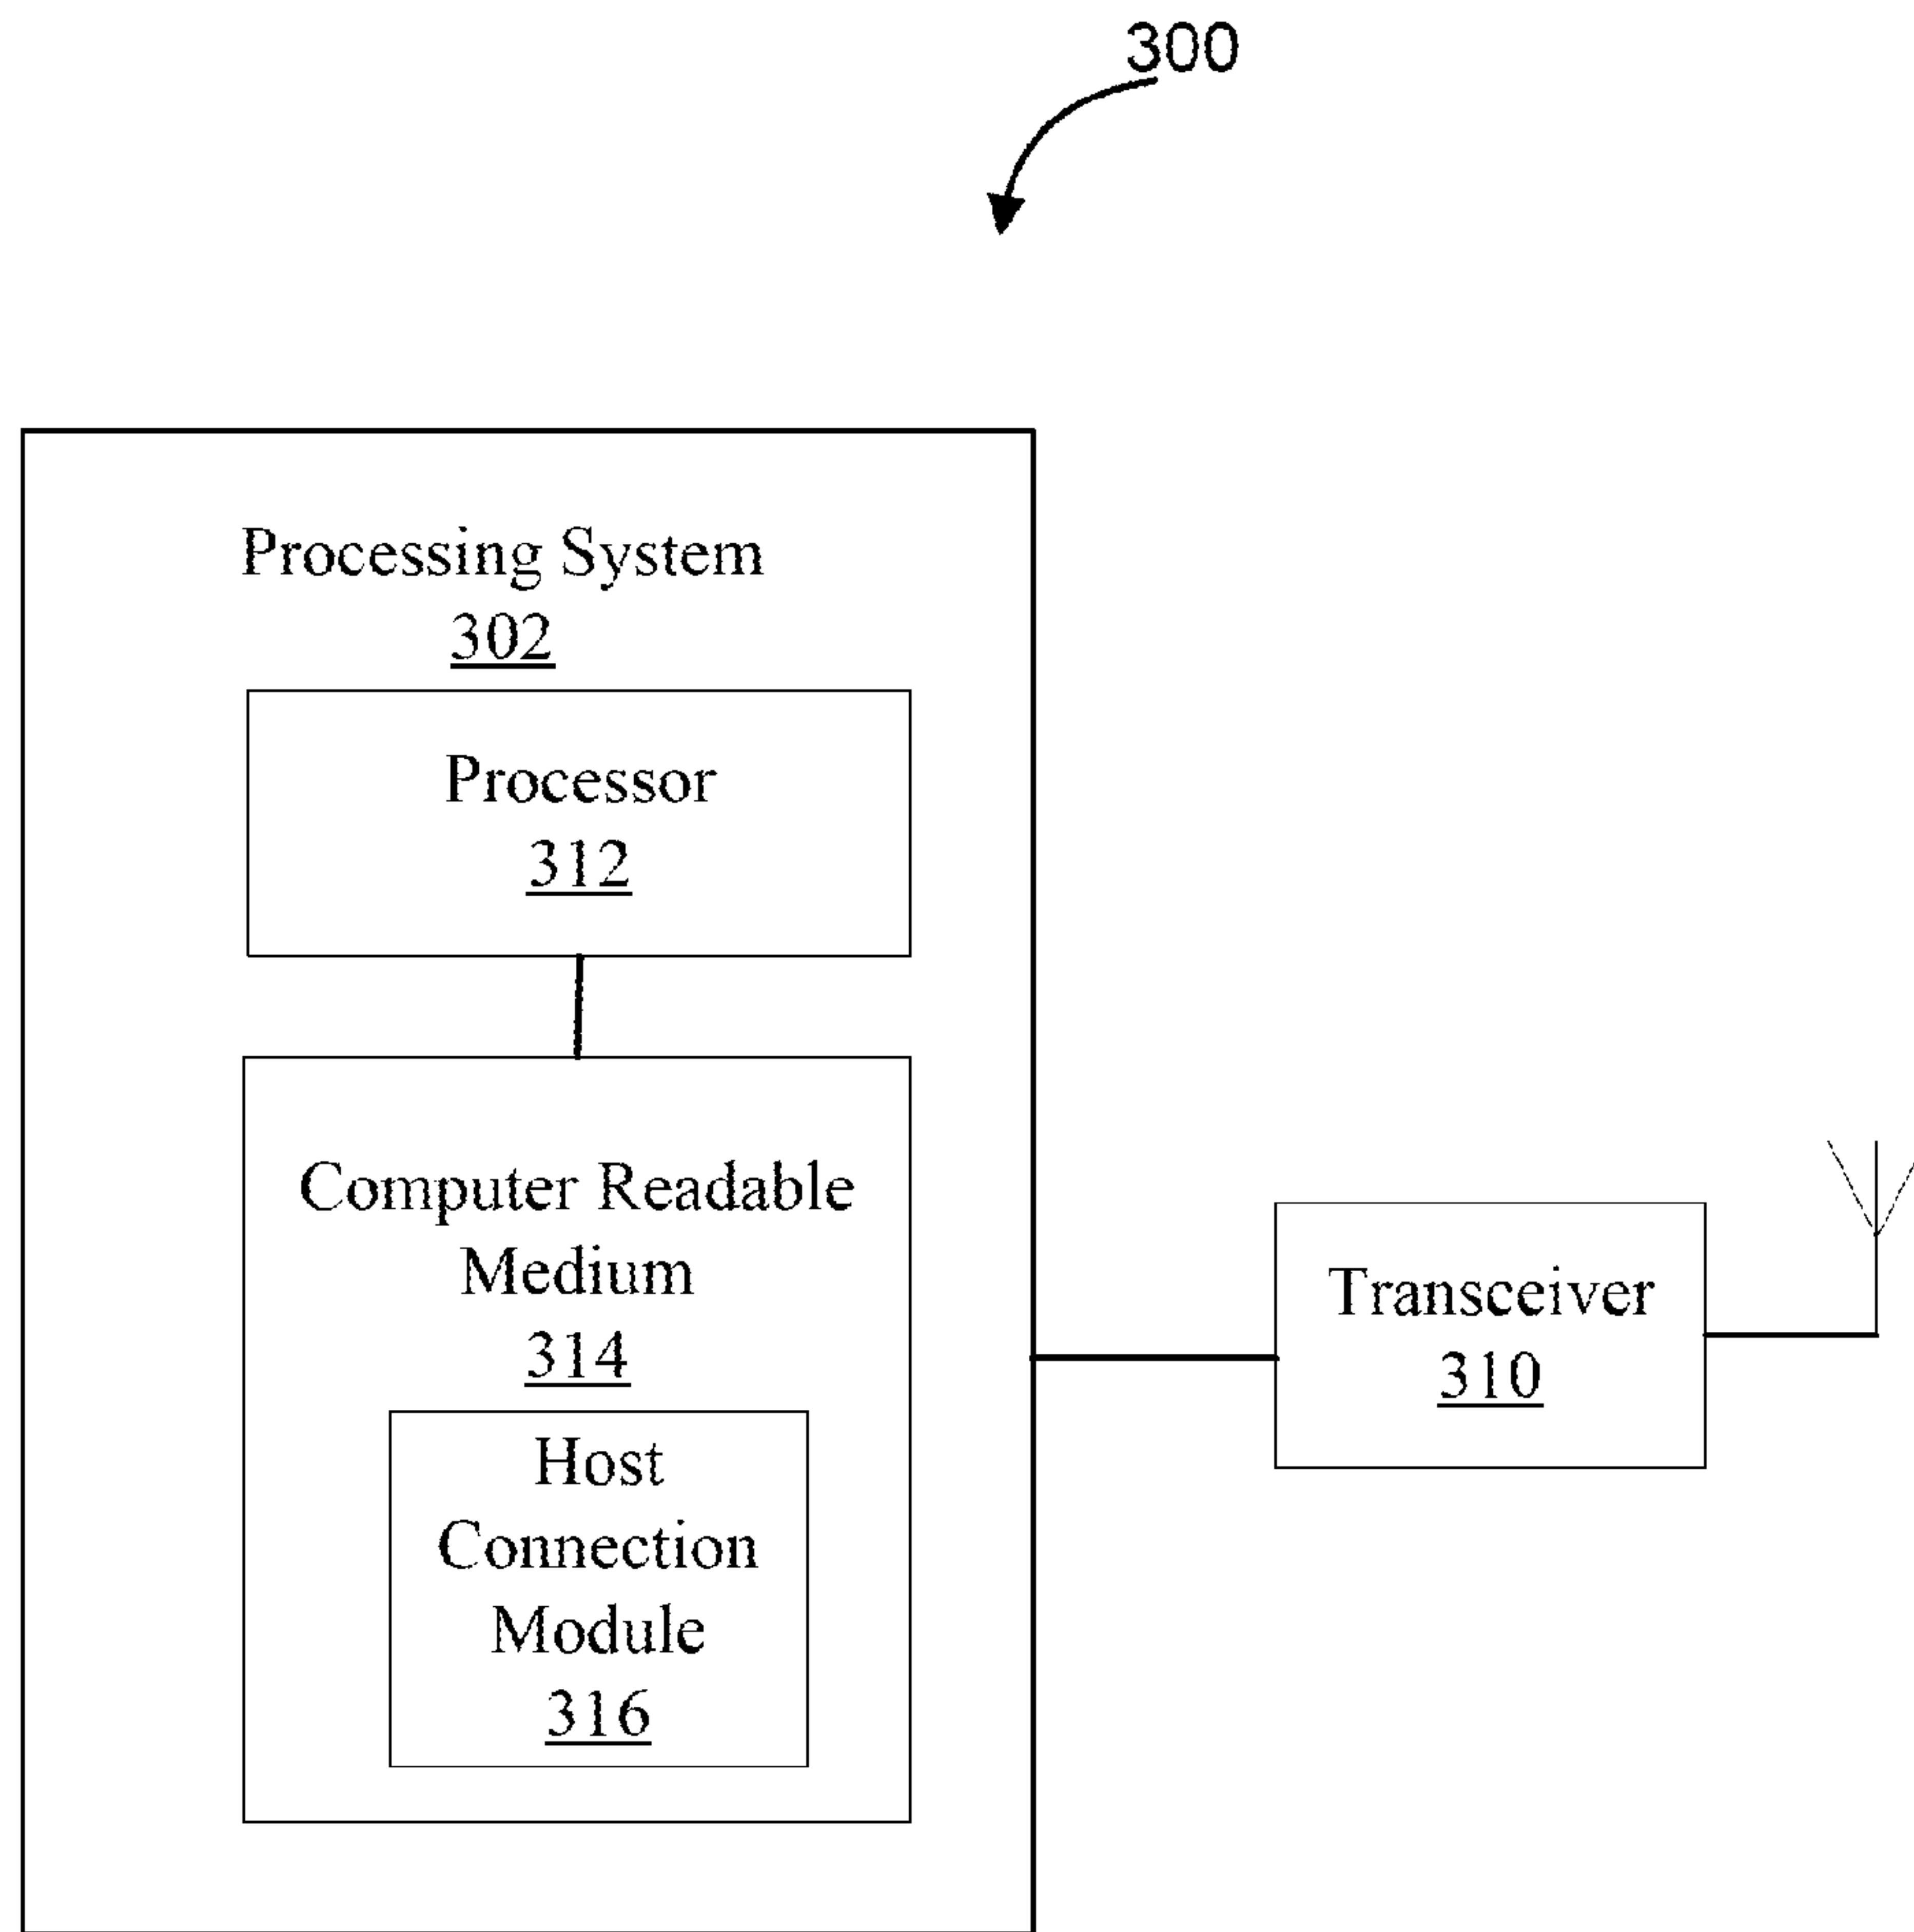 300
Processing System
302
Processor
312
Computer Readable
Medium
314
Host
Connection
Module
316
Transceiver
310